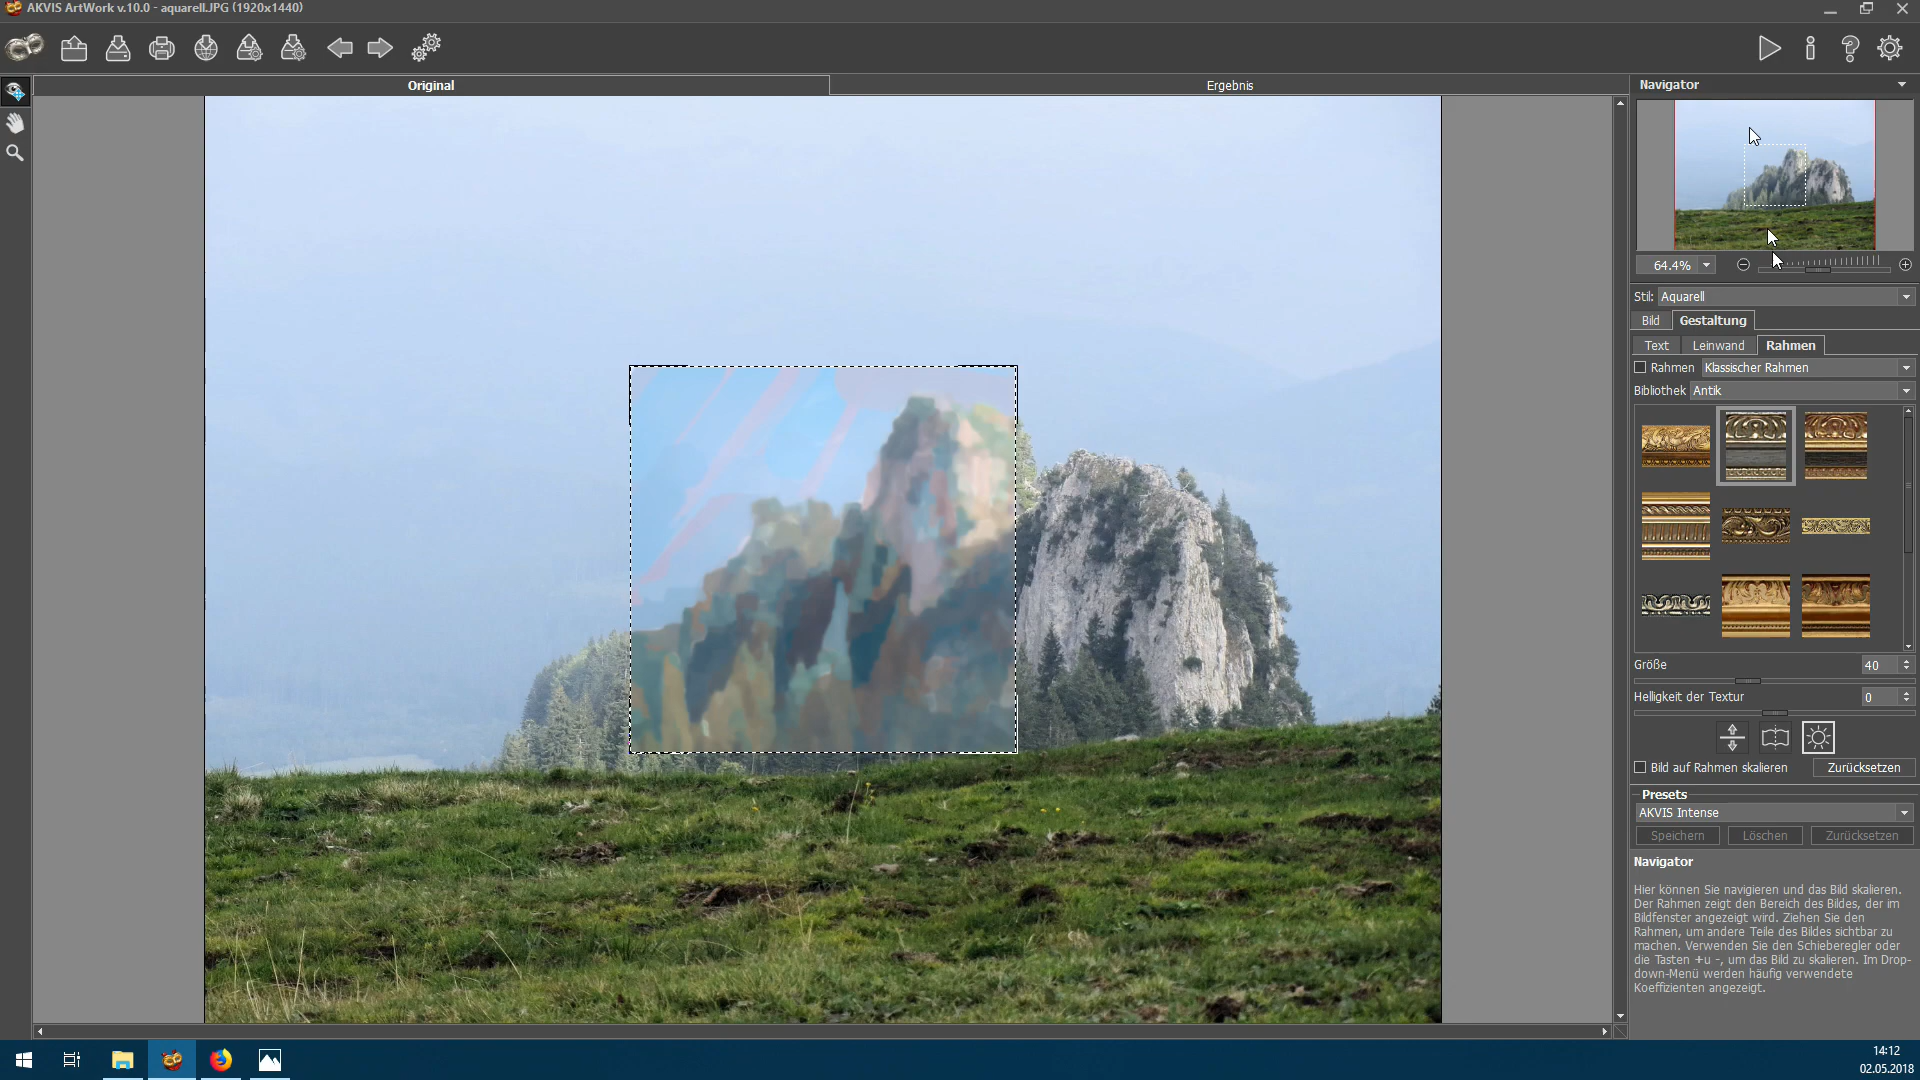 AKVIS ArtWork v.10.0 - aquarell.JPG (1920x1440)
Original
Ergebnis
Navigator
64.4%
Stil: Aquarell
Bild Gestaltung
Text Leinwand Rahmen
Rahmen Klassischer Rahmen
Bibliothek Antik
Größe 40
Helligkeit der Textur 0
Bild auf Rahmen skalieren Zurücksetzen
Presets
AKVIS Intense
Speichern Löschen Zurücksetzen
Navigator
Hier können Sie navigieren und das Bild skalieren.
Der Rahmen zeigt den Bereich des Bildes, der im
Bildfenster angezeigt wird. Ziehen Sie den
Rahmen, um andere Teile des Bildes sichtbar zu
machen. Verwenden Sie den Schieberegler oder
die Tasten +u -, um das Bild zu skalieren. Im Drop-
down-Menü werden häufig verwendete
Koeffizienten angezeigt.
14:12
02.05.2018